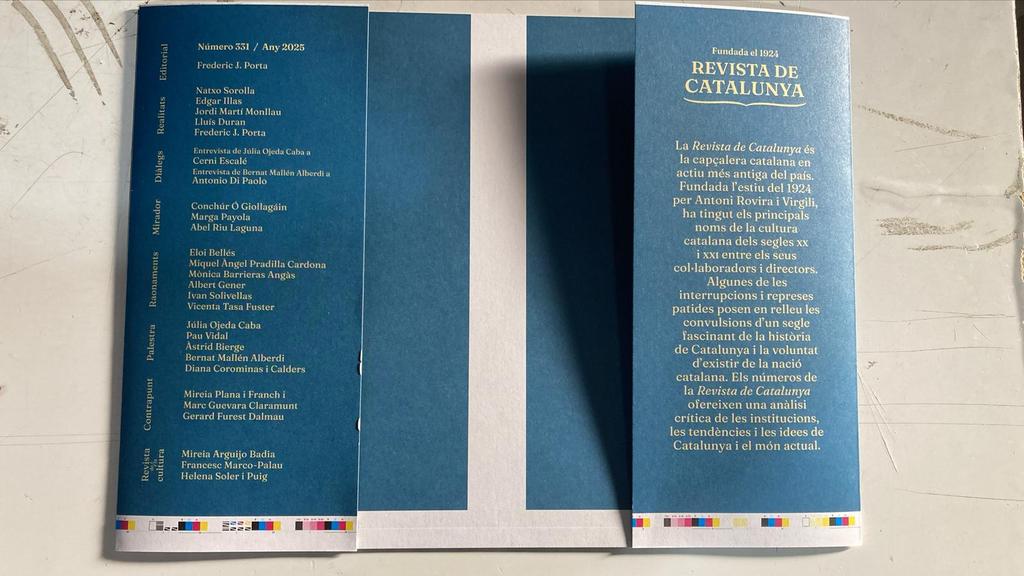 Número 331 / Any 2025
Editorial
Frederic J. Porta
Realitats
Natxo Sorolla
Edgar Illas
Jordi Martí Monllau
Lluís Duran
Frederic J. Porta
Diàlegs
Entrevista de Júlia Ojeda Caba a
Cerni Escalé
Entrevista de Bernat Mallén Alberdi a
Antonio Di Paolo
Mirador
Conchúr Ó Giollagáin
Marga Payola
Abel Riu Laguna
Raonaments
Eloi Bellés
Miquel Àngel Pradilla Cardona
Mònica Barrieras Angàs
Albert Gener
Ivan Solivellas
Vicenta Tasa Fuster
Palestra
Júlia Ojeda Caba
Pau Vidal
Àstrid Bierge
Bernat Mallén Alberdi
Diana Coromines i Calders
Contrapunt
Mireia Plana i Franch i
Marc Guevara Claramunt
Gerard Furest Dalmau
Revista
de la
cultura
Mireia Arguijo Badia
Francesc Marco-Palau
Helena Soler i Puig
Fundada el 1924
REVISTA DE
CATALUNYA
La Revista de Catalunya és
la capçalera catalana en
actiu més antiga del país.
Fundada l'estiu del 1924
per Antoni Rovira i Virgili,
ha tingut els principals
noms de la cultura
catalana dels segles XX
i XXI entre els seus
col·laboradors i directors.
Algunes de les
interrupcions i represes
patides posen en relleu les
convulsions d'un segle
fascinant de la història
de Catalunya i la voluntat
d'existir de la nació
catalana. Els números de
la Revista de Catalunya
ofereixen una anàlisi
crítica de les institucions,
les tendències i les idees de
Catalunya i el món actual.